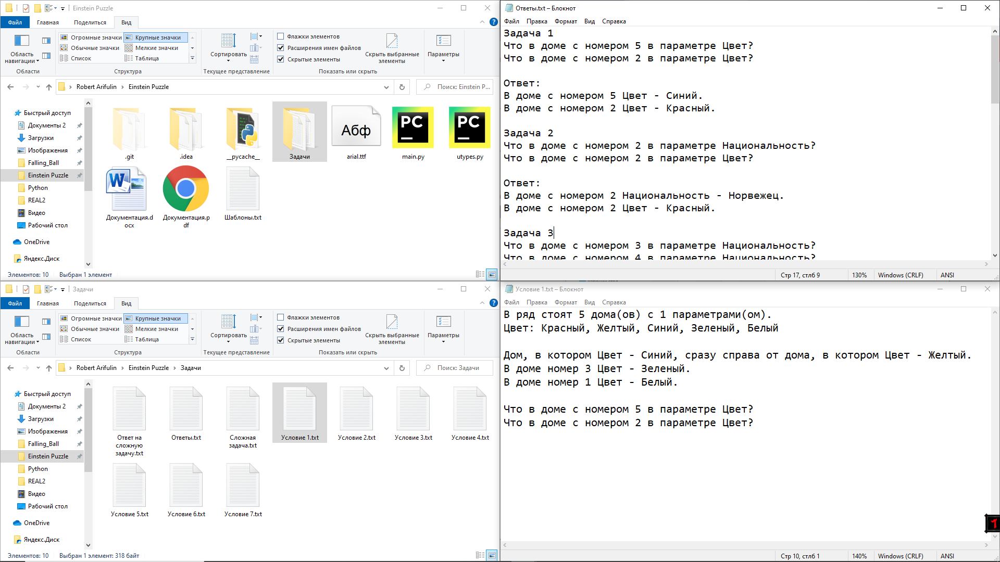 Einstein Puzzle
Файл
Главная
Поделиться
Вид
Область навигации
Огромные значки
Крупные значки
Обычные значки
Мелкие значки
Список
Таблица
Сортировать
Флажки элементов
Расширения имен файлов
Скрытые элементы
Скрыть выбранные элементы
Параметры
Области
Структура
Текущее представление
Показать или скрыть
Robert Arifulin
Einstein Puzzle
Поиск: Einstein P...
Быстрый доступ
Документы 2
Загрузки
Изображения
Falling_Ball
Einstein Puzzle
Python
REAL2
Видео
Рабочий стол
OneDrive
Яндекс.Диск
.git
.idea
__pycache__
Задачи
Абф
arial.ttf
PC
main.py
PC
utypes.py
W
Документация.docx
Документация.pdf
Шаблоны.txt
Элементов: 10
Выбран 1 элемент
Ответы.txt – Блокнот
Файл
Правка
Формат
Вид
Справка
Задача 1
Что в доме с номером 5 в параметре Цвет?
Что в доме с номером 2 в параметре Цвет?
Ответ:
В доме с номером 5 Цвет - Синий.
В доме с номером 2 Цвет - Красный.
Задача 2
Что в доме с номером 2 в параметре Национальность?
Что в доме с номером 2 в параметре Цвет?
Ответ:
В доме с номером 2 Национальность - Норвежец.
В доме с номером 2 Цвет - Красный.
Задача 3
Что в доме с номером 3 в параметре Национальность?
Что в доме с номером 4 в параметре Национальность?
Стр 17, стлб 9
130%
Windows (CRLF)
ANSI
Задачи
Файл
Главная
Поделиться
Вид
Область навигации
Огромные значки
Крупные значки
Обычные значки
Мелкие значки
Список
Таблица
Сортировать
Флажки элементов
Расширения имен файлов
Скрытые элементы
Скрыть выбранные элементы
Параметры
Области
Структура
Текущее представление
Показать или скрыть
Robert Arifulin
Einstein Puzzle
Задачи
Поиск: Задачи
Быстрый доступ
Документы 2
Загрузки
Изображения
Falling_Ball
Einstein Puzzle
Python
REAL2
Видео
Рабочий стол
OneDrive
Яндекс.Диск
Ответ на сложную задачу.txt
Ответы.txt
Сложная задача.txt
Условие 1.txt
Условие 2.txt
Условие 3.txt
Условие 4.txt
Условие 5.txt
Условие 6.txt
Условие 7.txt
Элементов: 10
Выбран 1 элемент: 318 байт
Условие 1.txt – Блокнот
Файл
Правка
Формат
Вид
Справка
В ряд стоят 5 дома(ов) с 1 параметрами(ом).
Цвет: Красный, Желтый, Синий, Зеленый, Белый
Дом, в котором Цвет - Синий, сразу справа от дома, в котором Цвет - Желтый.
В доме номер 3 Цвет - Зеленый.
В доме номер 1 Цвет - Белый.
Что в доме с номером 5 в параметре Цвет?
Что в доме с номером 2 в параметре Цвет?
1
Стр 10, стлб 1
140%
Windows (CRLF)
ANSI